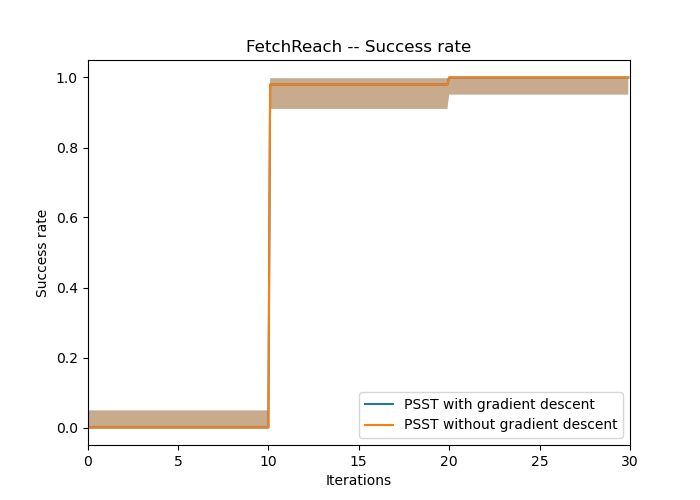 FetchReach -- Success rate
1.0
0.8
0.6
0.4
0.2
0.0
Success rate
0 5 10 15 20 25 30
Iterations
PSST with gradient descent
PSST without gradient descent